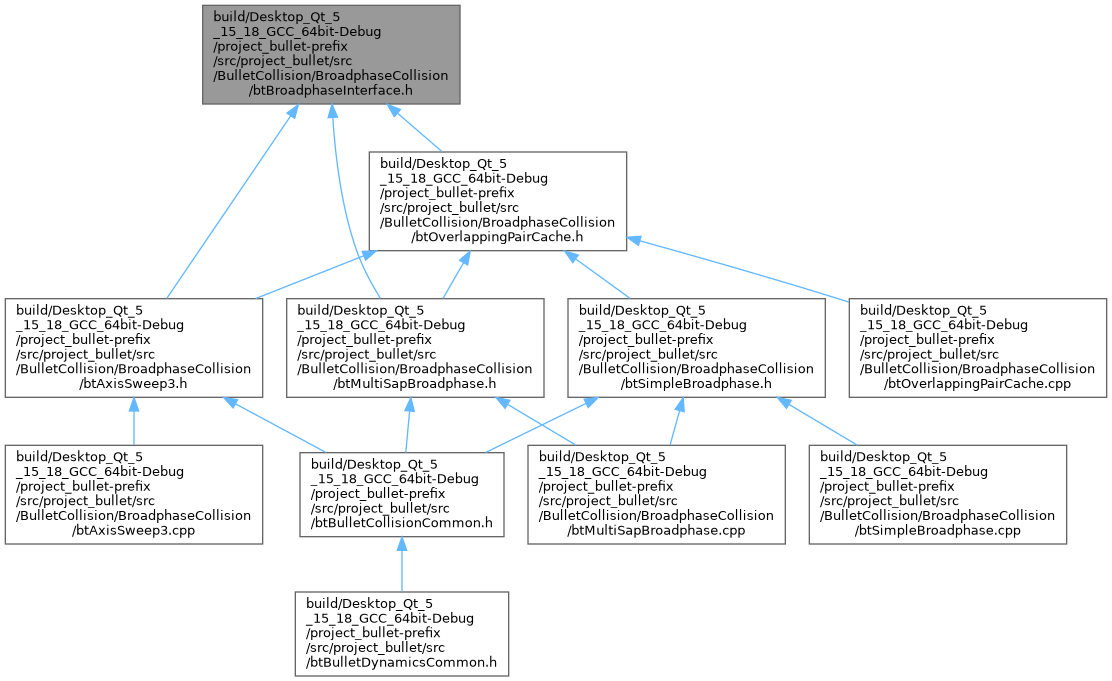 build/Desktop_Qt_5
_15_18_GCC_64bit-Debug
/project_bullet-prefix
/src/project_bullet/src
/BulletCollision/BroadphaseCollision
/btBroadphaseInterface.h
build/Desktop_Qt_5
_15_18_GCC_64bit-Debug
/project_bullet-prefix
/src/project_bullet/src
/BulletCollision/BroadphaseCollision
/btOverlappingPairCache.h
build/Desktop_Qt_5
_15_18_GCC_64bit-Debug
/project_bullet-prefix
/src/project_bullet/src
/BulletCollision/BroadphaseCollision
/btAxisSweep3.h
build/Desktop_Qt_5
_15_18_GCC_64bit-Debug
/project_bullet-prefix
/src/project_bullet/src
/BulletCollision/BroadphaseCollision
/btMultiSapBroadphase.h
build/Desktop_Qt_5
_15_18_GCC_64bit-Debug
/project_bullet-prefix
/src/project_bullet/src
/BulletCollision/BroadphaseCollision
/btSimpleBroadphase.h
build/Desktop_Qt_5
_15_18_GCC_64bit-Debug
/project_bullet-prefix
/src/project_bullet/src
/BulletCollision/BroadphaseCollision
/btOverlappingPairCache.cpp
build/Desktop_Qt_5
_15_18_GCC_64bit-Debug
/project_bullet-prefix
/src/project_bullet/src
/BulletCollision/BroadphaseCollision
/btAxisSweep3.cpp
build/Desktop_Qt_5
_15_18_GCC_64bit-Debug
/project_bullet-prefix
/src/project_bullet/src
/btBulletCollisionCommon.h
build/Desktop_Qt_5
_15_18_GCC_64bit-Debug
/project_bullet-prefix
/src/project_bullet/src
/BulletCollision/BroadphaseCollision
/btMultiSapBroadphase.cpp
build/Desktop_Qt_5
_15_18_GCC_64bit-Debug
/project_bullet-prefix
/src/project_bullet/src
/BulletCollision/BroadphaseCollision
/btSimpleBroadphase.cpp
build/Desktop_Qt_5
_15_18_GCC_64bit-Debug
/project_bullet-prefix
/src/project_bullet/src
/btBulletDynamicsCommon.h